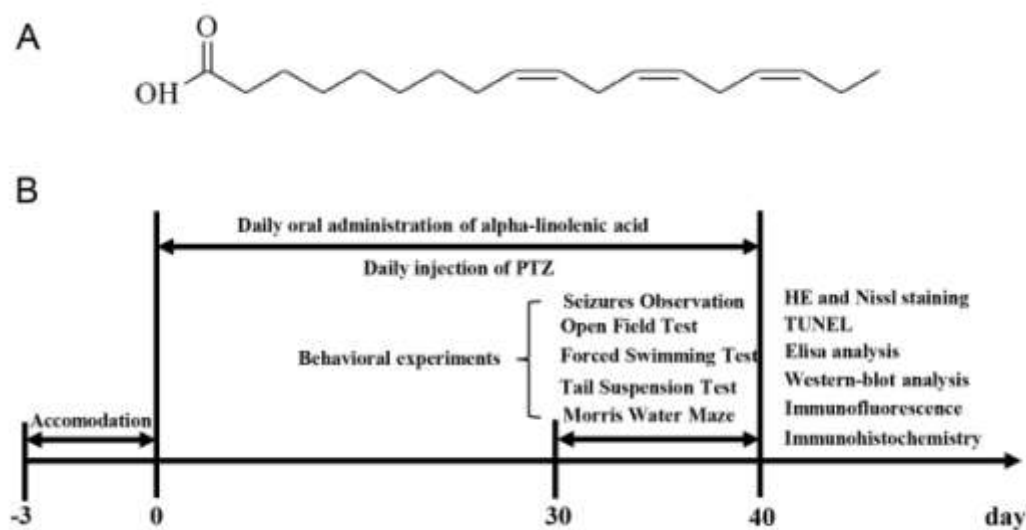 A
O
OH
B
Daily oral administration of alpha-linolenic acid
Daily injection of PTZ
Behavioral experiments
Seizures Observation
Open Field Test
Forced Swimming Test
Tail Suspension Test
Morris Water Maze
HE and Nissl staining
TUNEL
Elisa analysis
Western-blot analysis
Immunofluorescence
Immunohistochemistry
Accomodation
-3 0 30 40 day